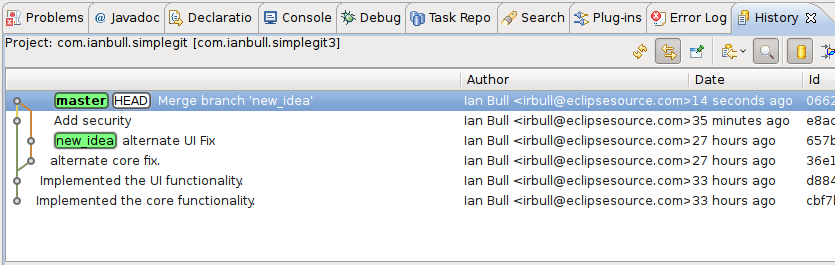 Problems @ Javadoc Declaratio Console Debug Task Repo Search Plug-ins Error Log History
Project: com.ianbull.simplegit [com.ianbull.simplegit3]
Author Date Id
master HEAD Merge branch 'new_idea' Ian Bull <irbull@eclipsesource.com> 14 seconds ago 0662
Add security Ian Bull <irbull@eclipsesource.com> 35 minutes ago e8ac
new_idea alternate UI Fix Ian Bull <irbull@eclipsesource.com> 27 hours ago 657b
alternate core fix. Ian Bull <irbull@eclipsesource.com> 27 hours ago 36e1
Implemented the UI functionality. Ian Bull <irbull@eclipsesource.com> 33 hours ago d884
Implemented the core functionality. Ian Bull <irbull@eclipsesource.com> 33 hours ago cbf7